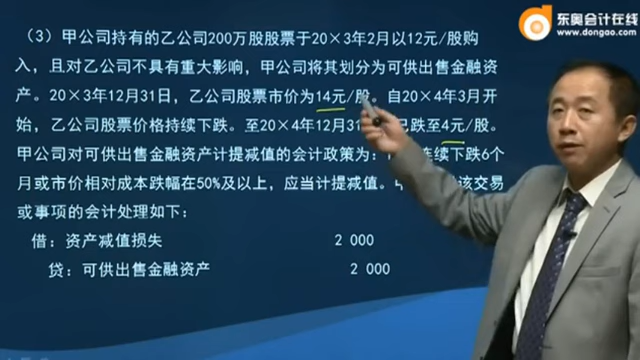 东奥会计在线
www.dongao.com
（3）甲公司持有的乙公司200万股股票于20×3年2月以12元/股购
入，且对乙公司不具有重大影响，甲公司将其划分为可供出售金融资
产。20×3年12月31日，乙公司股票市价为14元/股。自20×4年3月开
始，乙公司股票价格持续下跌。至20×4年12月31 已跌至4元/股。
甲公司对可供出售金融资产计提减值的会计政策为： 连续下跌6个
月或市价相对成本跌幅在50%及以上，应当计提减值。甲 该交易
或事项的会计处理如下：
借：资产减值损失 2 000
贷：可供出售金融资产 2 000